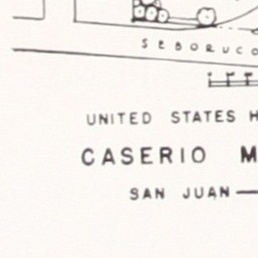 SEBORUCO
UNITED STATES H
CASERIO M
SAN JUAN—